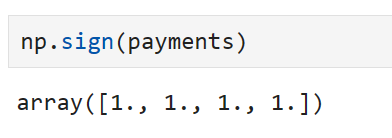 np.sign(payments)
array([1., 1., 1., 1.])